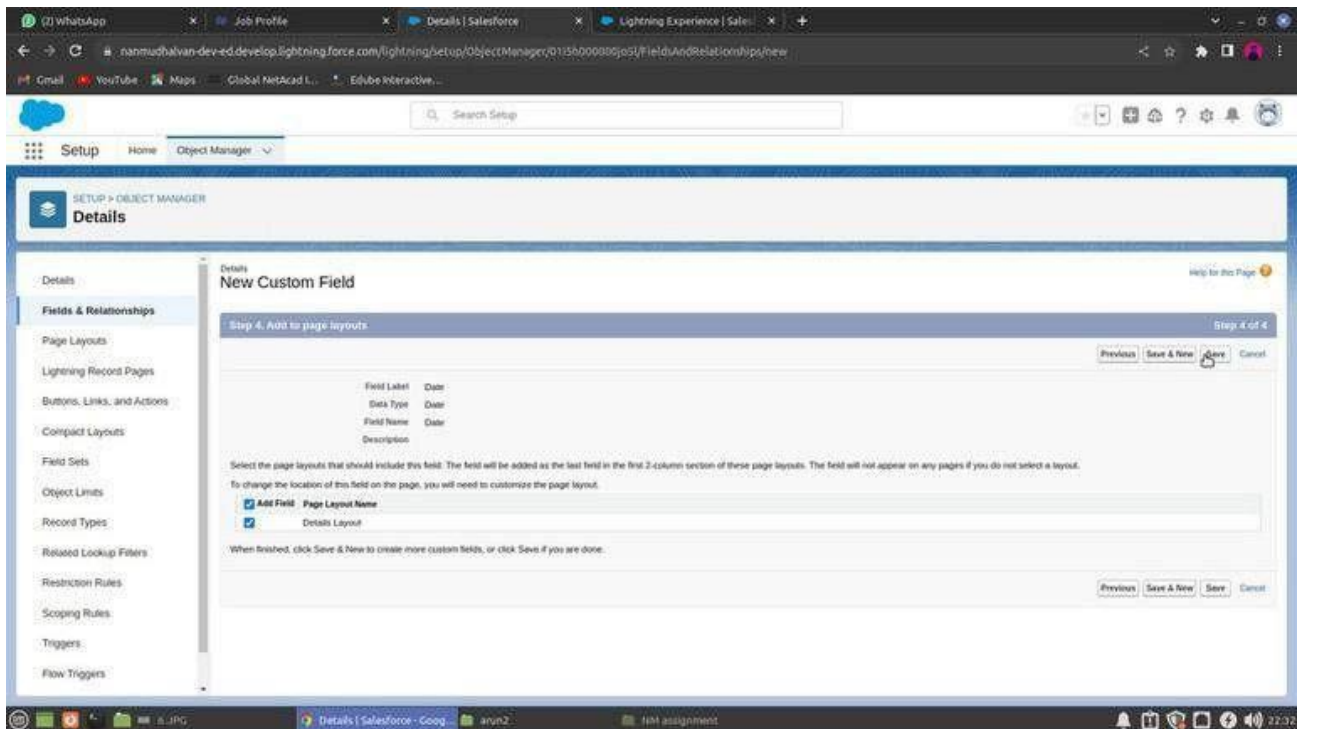 (2) WhatsApp
Job Profile
Details | Salesforce
Lightning Experience | Sales
nanmudhalvan-dev-ed.develop.lightning.force.com/lightning/setup/ObjectManager/
/FieldsAndRelationships/new
Gmail
YouTube
Maps
Global NetAcad L...
Edube Interactive...
Search Setup
Setup
Home
Object Manager
SETUP > OBJECT MANAGER
Details
Details
Fields & Relationships
Page Layouts
Lightning Record Pages
Buttons, Links, and Actions
Compact Layouts
Field Sets
Object Limits
Record Types
Related Lookup Filters
Restriction Rules
Scoping Rules
Triggers
Flow Triggers
Details
New Custom Field
Help for this Page
Step 4. Add to page layouts
Step 4 of 4
Previous Save & New Save Cancel
Field Label Date
Data Type Date
Field Name Date
Description
Select the page layouts that should include this field. The field will be added as the last field in the first 2-column section of these page layouts. The field will not appear on any pages if you do not select a layout.
To change the location of this field on the page, you will need to customize the page layout.
Add Field Page Layout Name
Details Layout
When finished, click Save & New to create more custom fields, or click Save if you are done.
Previous Save & New Save Cancel
6.JPG
Details | Salesforce - Goog...
arun2
NM assignment
22:32